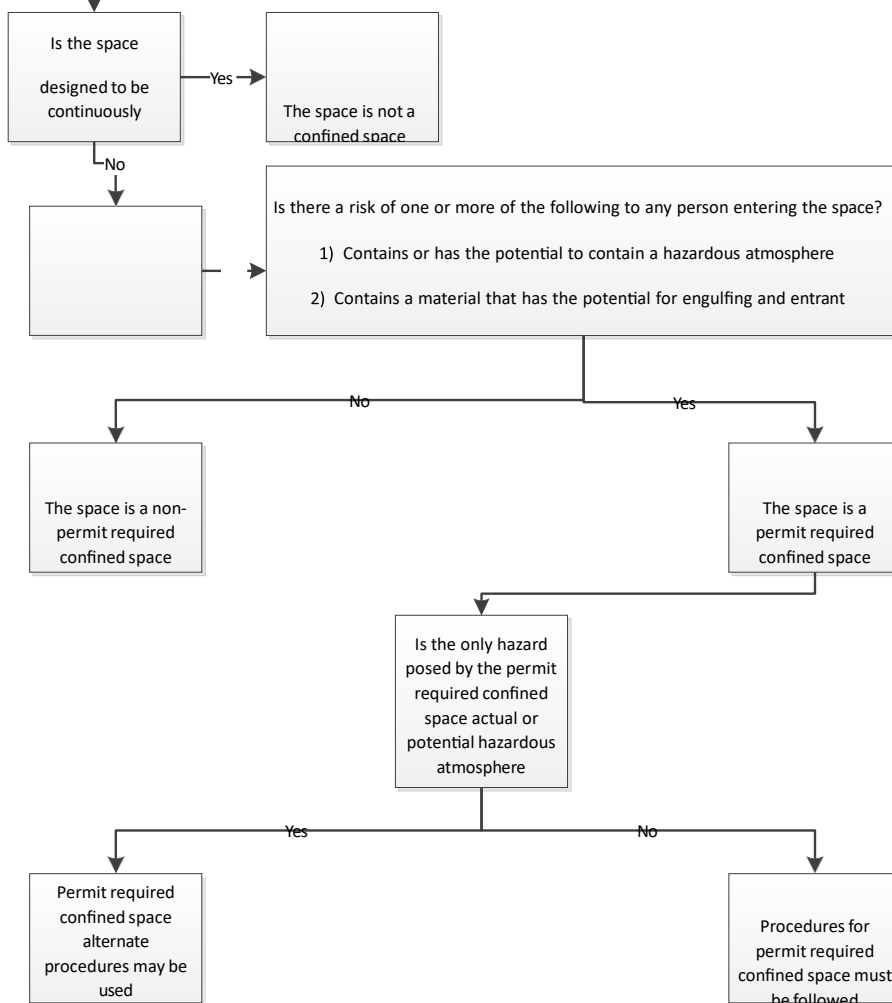 Is the space
designed to be
continuously
Yes
The space is not a
confined space
No
Is there a risk of one or more of the following to any person entering the space?
1) Contains or has the potential to contain a hazardous atmosphere
2) Contains a material that has the potential for engulfing and entrant
No
Yes
The space is a non-
permit required
confined space
The space is a
permit required
confined space
Is the only hazard
posed by the permit
required confined
space actual or
potential hazardous
atmosphere
Yes
No
Permit required
confined space
alternate
procedures may be
used
Procedures for
permit required
confined space must
be followed